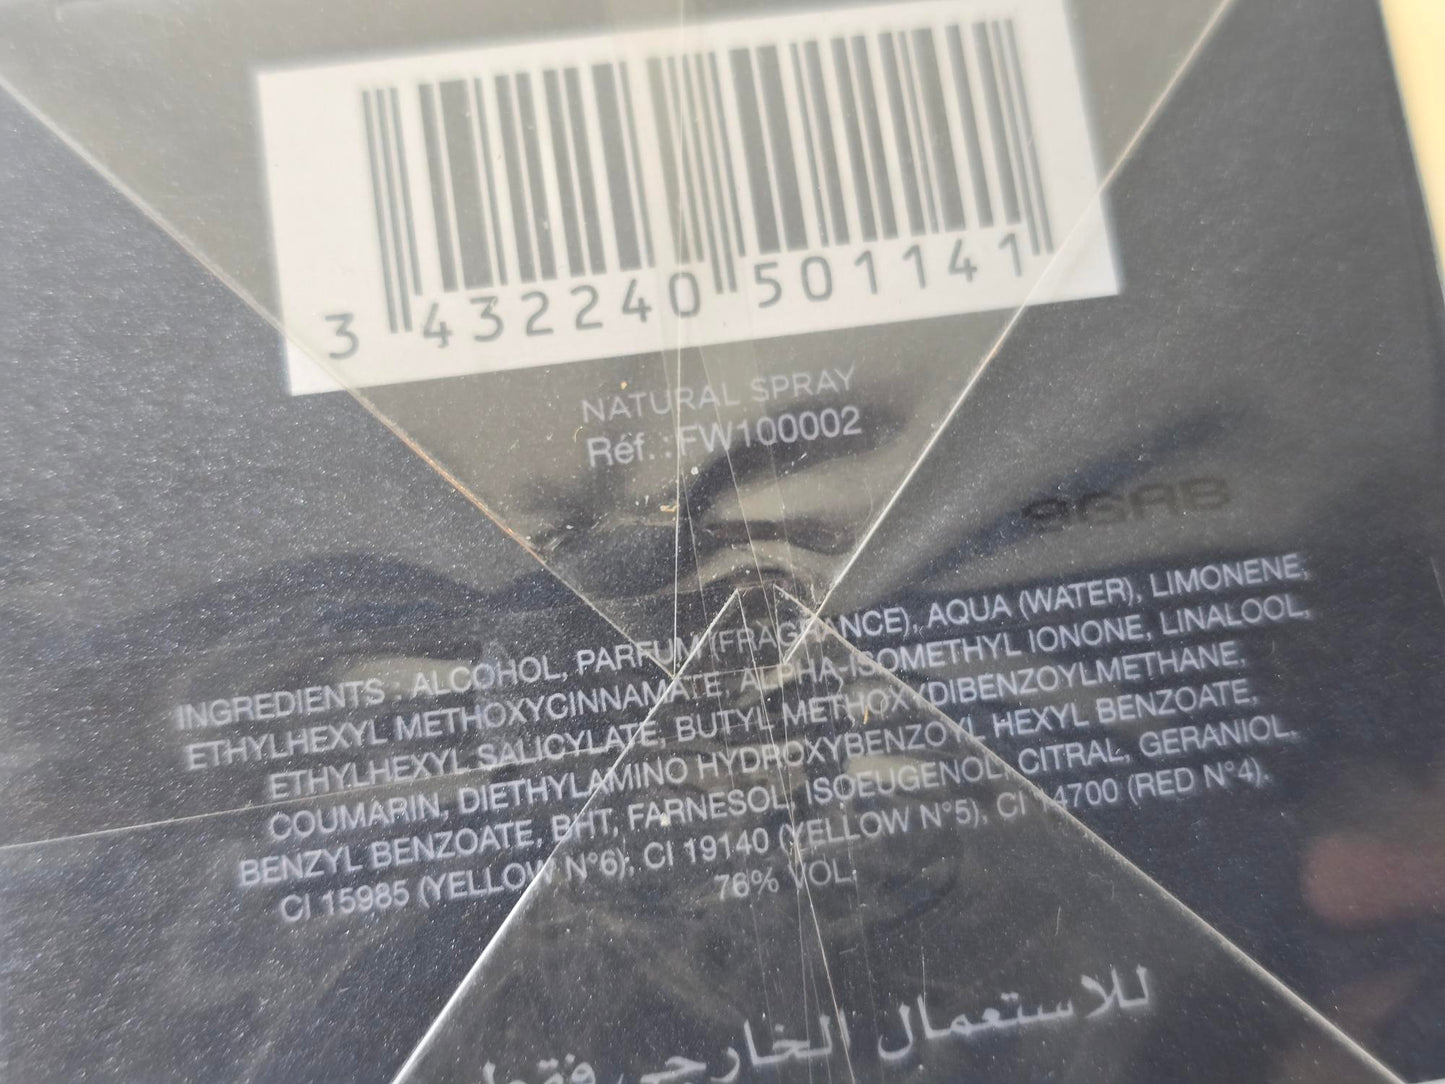 3 432240 501141
NATURAL SPRAY
Réf. : FW100002
9GAB
INGREDIENTS : ALCOHOL, PARFUM (FRAGRANCE), AQUA (WATER), LIMONENE,
ETHYLHEXYL METHOXYCINNAMATE, ALPHA-ISOMETHYL IONONE, LINALOOL,
ETHYLHEXYL SALICYLATE, BUTYL METHOXYDIBENZOYLMETHANE,
COUMARIN, DIETHYLAMINO HYDROXYBENZOYL HEXYL BENZOATE,
BENZYL BENZOATE, BHT, FARNESOL, ISOEUGENOL, CITRAL, GERANIOL,
CI 15985 (YELLOW N°6), CI 19140 (YELLOW N°5), CI 14700 (RED N°4).
76% VOL.
للاستعمال الخارجي فقط